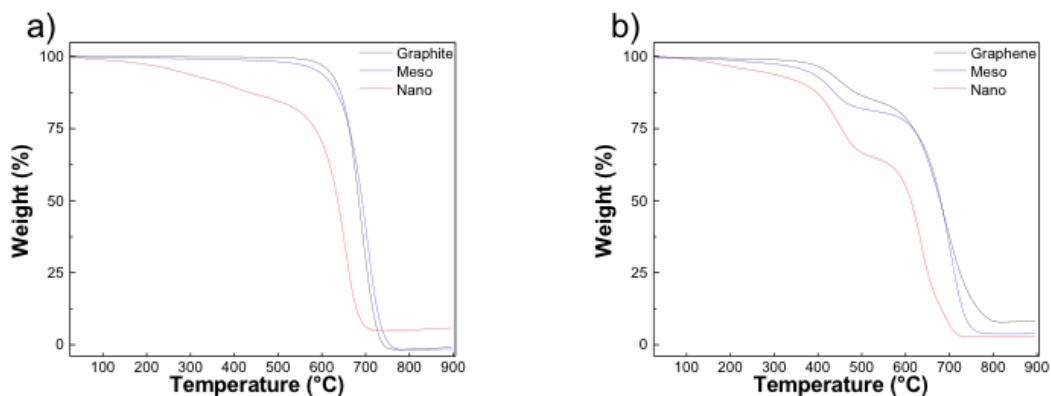 a)
Graphite
Meso
Nano
100
75
50
25
0
Weight (%)
100 200 300 400 500 600 700 800 900
Temperature (°C)
b)
Graphene
Meso
Nano
100
75
50
25
0
Weight (%)
100 200 300 400 500 600 700 800 900
Temperature (°C)